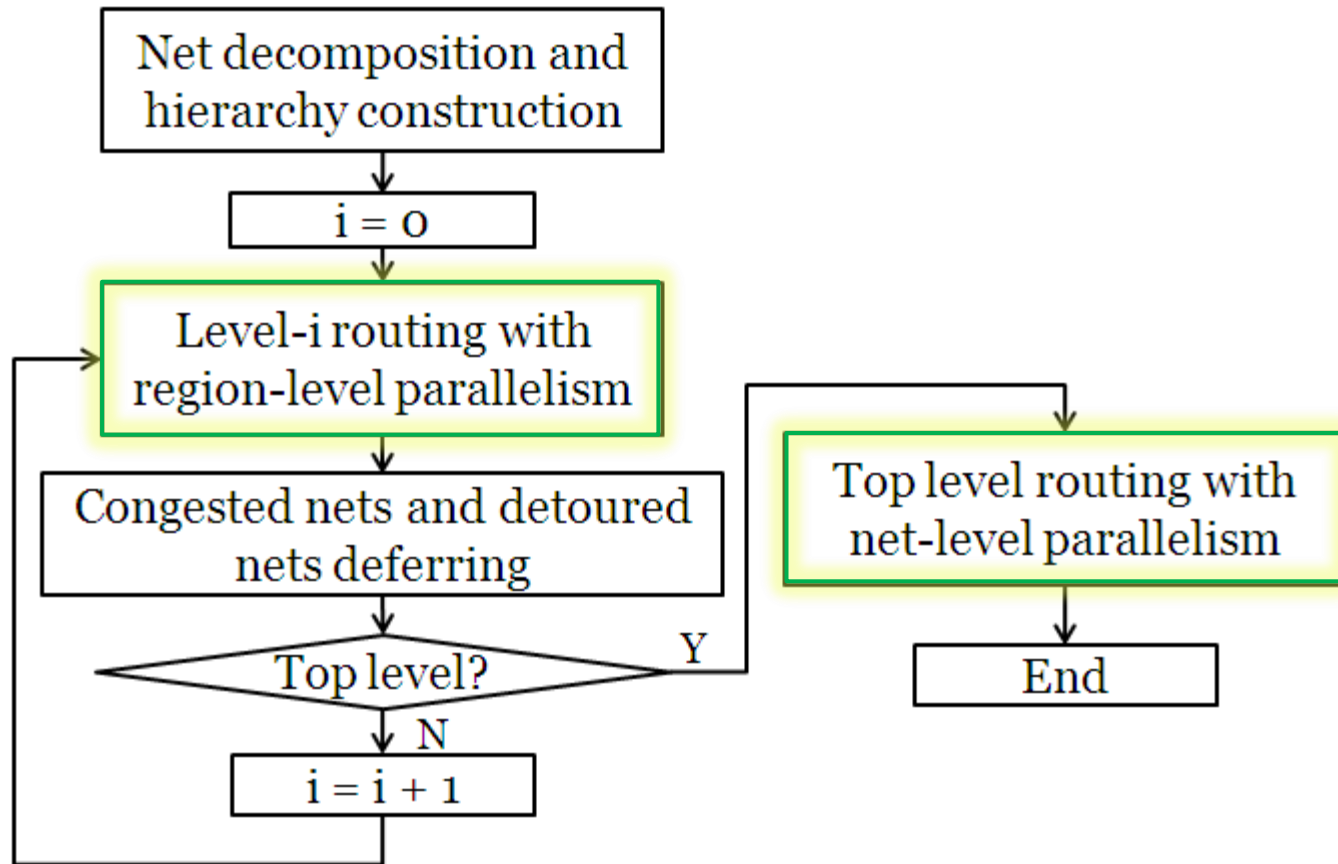 Net decomposition and
hierarchy construction
i = 0
Level-i routing with
region-level parallelism
Congested nets and detoured
nets deferring
Top level?
Y
N
i = i + 1
Top level routing with
net-level parallelism
End